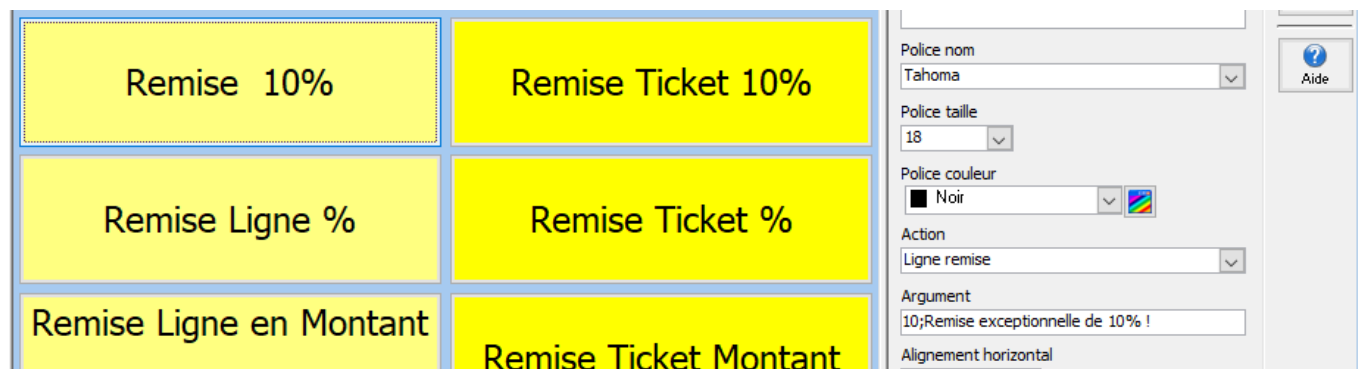 Remise  10%
Remise Ticket 10%
Remise Ligne %
Remise Ticket %
Remise Ligne en Montant
Remise Ticket Montant
Police nom
Tahoma
Police taille
18
Police couleur
Noir
Action
Ligne remise
Argument
10;Remise exceptionnelle de 10% !
Alignement horizontal
Aide